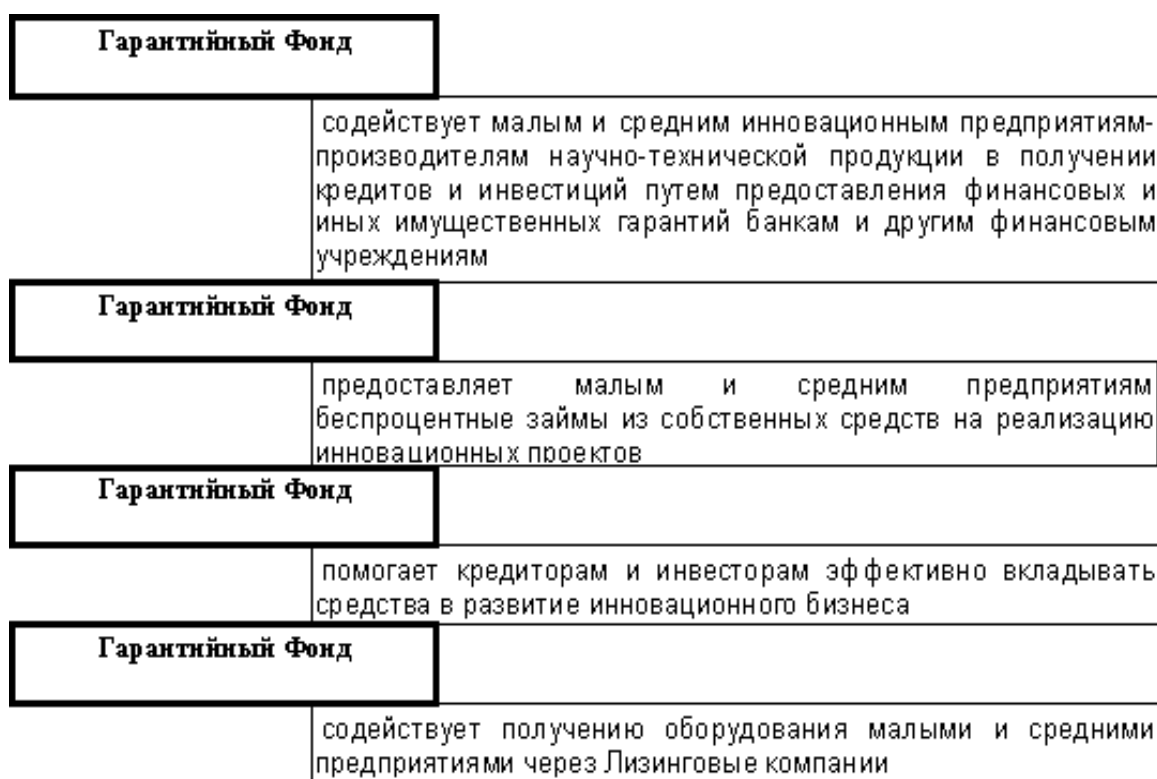 Гарантийный Фонд
содействует малым и средним инновационным предприятиям-
производителям научно-технической продукции в получении
кредитов и инвестиций путем предоставления финансовых и
иных имущественных гарантий банкам и другим финансовым
учреждениям
Гарантийный Фонд
предоставляет малым и средним предприятиям
беспроцентные займы из собственных средств на реализацию
инновационных проектов
Гарантийный Фонд
помогает кредиторам и инвесторам эффективно вкладывать
средства в развитие инновационного бизнеса
Гарантийный Фонд
содействует получению оборудования малыми и средними
предприятиями через Лизинговые компании